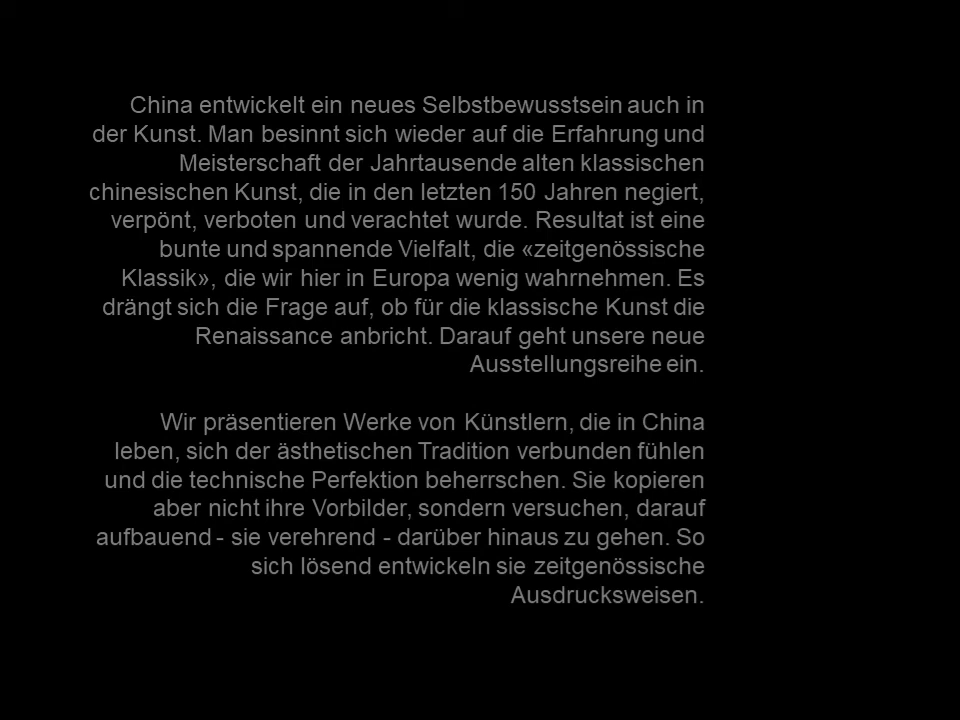 China entwickelt ein neues Selbstbewusstsein auch in
der Kunst. Man besinnt sich wieder auf die Erfahrung und
Meisterschaft der Jahrtausende alten klassischen
chinesischen Kunst, die in den letzten 150 Jahren negiert,
verpönt, verboten und verachtet wurde. Resultat ist eine
bunte und spannende Vielfalt, die «zeitgenössische
Klassik», die wir hier in Europa wenig wahrnehmen. Es
drängt sich die Frage auf, ob für die klassische Kunst die
Renaissance anbricht. Darauf geht unsere neue
Ausstellungsreihe ein.
Wir präsentieren Werke von Künstlern, die in China
leben, sich der ästhetischen Tradition verbunden fühlen
und die technische Perfektion beherrschen. Sie kopieren
aber nicht ihre Vorbilder, sondern versuchen, darauf
aufbauend - sie verehrend - darüber hinaus zu gehen. So
sich lösend entwickeln sie zeitgenössische
Ausdrucksweisen.